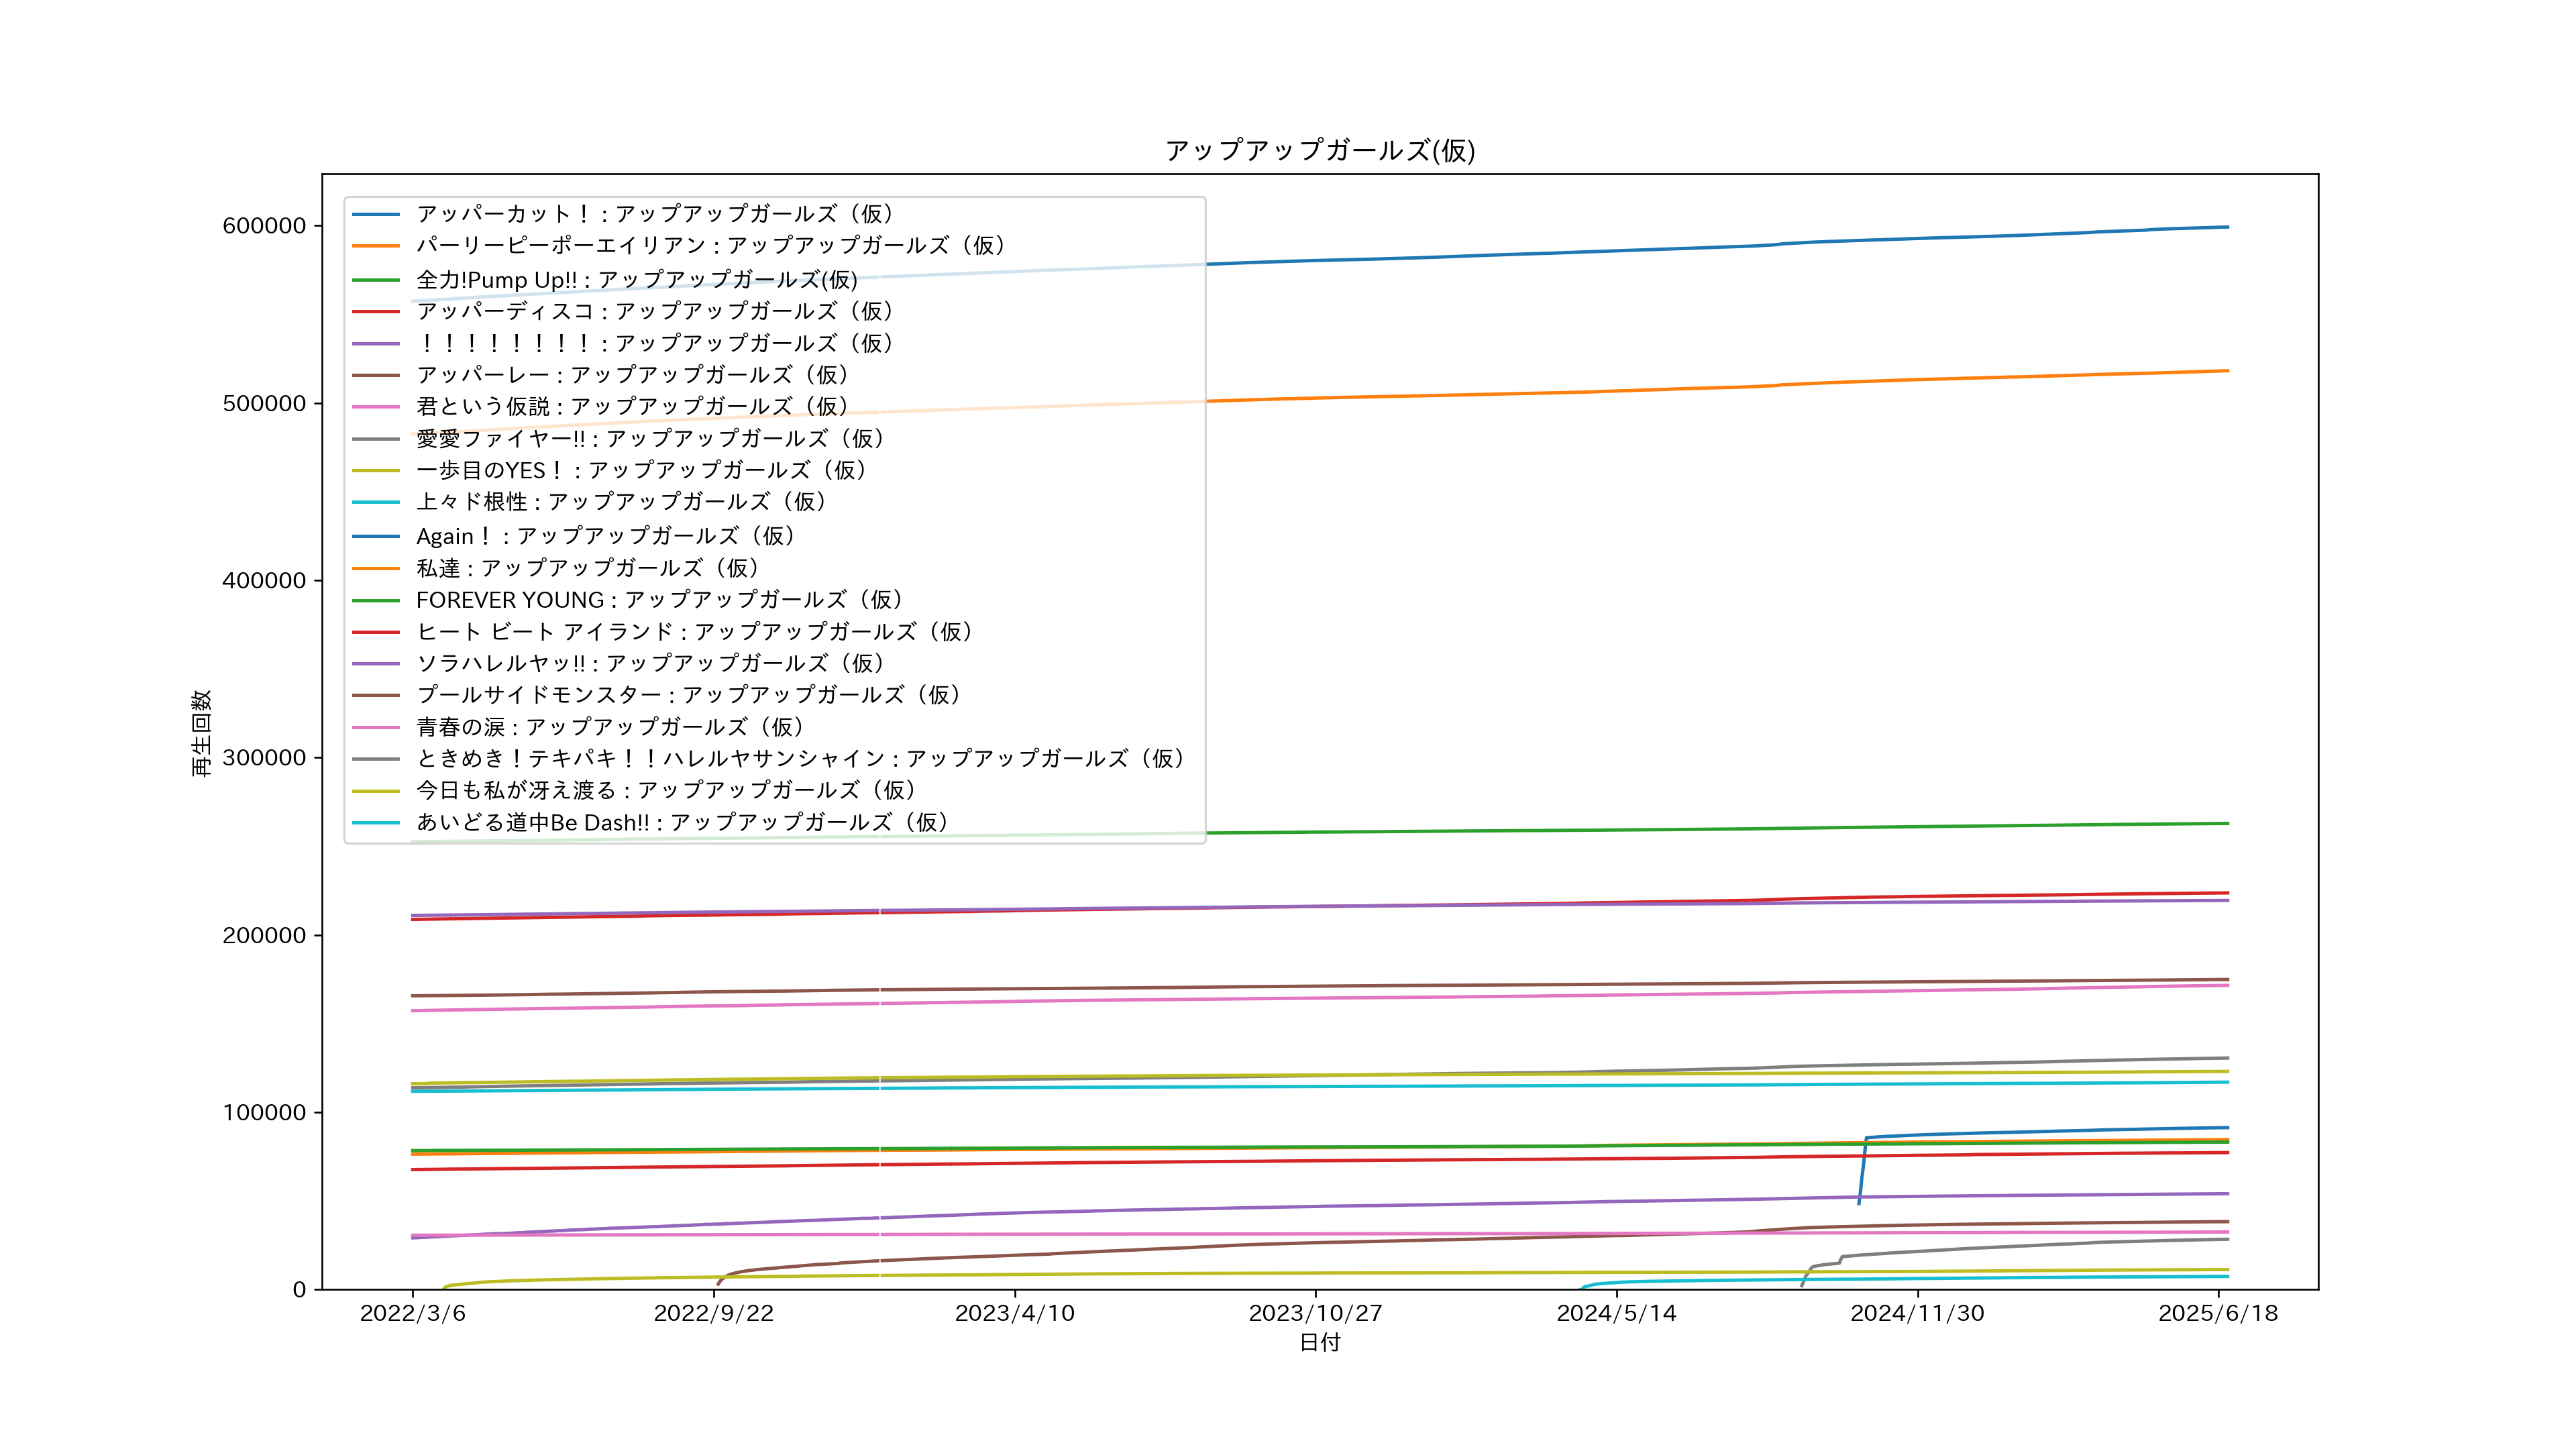 アップアップガールズ(仮)
アッパーカット！ : アップアップガールズ（仮）
パーリーピーポーエイリアン : アップアップガールズ（仮）
全力!Pump Up!! : アップアップガールズ(仮)
アッパーディスコ : アップアップガールズ（仮）
！！！！！！！！ : アップアップガールズ（仮）
アッパーレー : アップアップガールズ（仮）
君という仮説 : アップアップガールズ（仮）
愛愛ファイヤー!! : アップアップガールズ（仮）
一歩目のYES！ : アップアップガールズ（仮）
上々ド根性 : アップアップガールズ（仮）
Again！ : アップアップガールズ（仮）
私達 : アップアップガールズ（仮）
FOREVER YOUNG : アップアップガールズ（仮）
ヒート ビート アイランド : アップアップガールズ（仮）
ソラハレルヤッ!! : アップアップガールズ（仮）
プールサイドモンスター : アップアップガールズ（仮）
青春の涙 : アップアップガールズ（仮）
ときめき！テキパキ！！ハレルヤサンシャイン : アップアップガールズ（仮）
今日も私が冴え渡る : アップアップガールズ（仮）
あいどる道中Be Dash!! : アップアップガールズ（仮）
再生回数
600000
500000
400000
300000
200000
100000
0
2022/3/6
2022/9/22
2023/4/10
2023/10/27
2024/5/14
2024/11/30
2025/6/18
日付